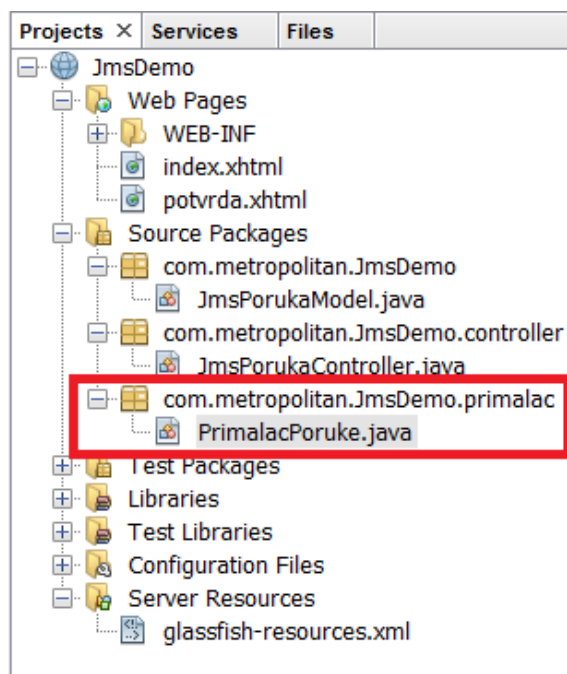 Projects × Services Files
JmsDemo
Web Pages
WEB-INF
index.xhtml
potvrda.xhtml
Source Packages
com.metropolitan.JmsDemo
JmsPorukaModel.java
com.metropolitan.JmsDemo.controller
JmsPorukaController.java
com.metropolitan.JmsDemo.primalac
PrimalacPoruke.java
Test Packages
Libraries
Test Libraries
Configuration Files
Server Resources
glassfish-resources.xml